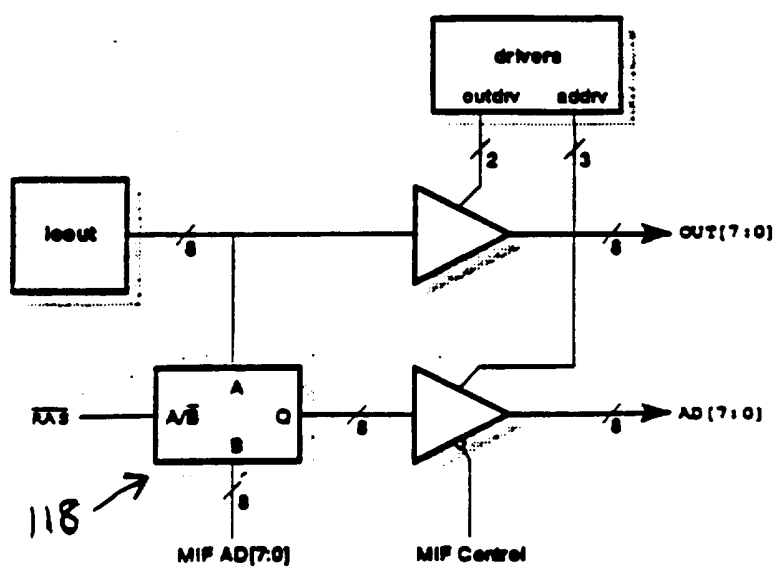 drivers
outdrv addrv
2 3
ioout
8 8 OUT[7:0]
A
RAS A/B Q 8 8 AD[7:0]
B
118
8
MIF AD[7:0] MIF Control